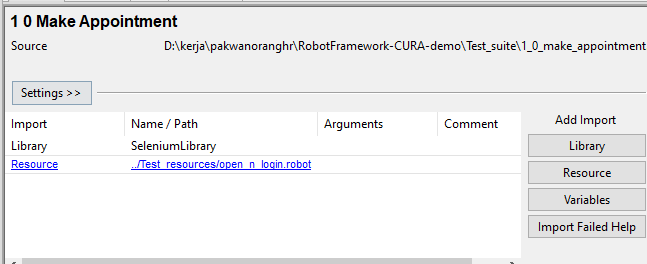 1 0 Make Appointment
Source D:\kerja\pakwanoranghr\RobotFramework-CURA-demo\Test_suite\1_0_make_appointment
Settings >>
Import Name / Path Arguments Comment
Library SeleniumLibrary
Resource ../Test_resources/open_n_login.robot
Add Import
Library
Resource
Variables
Import Failed Help